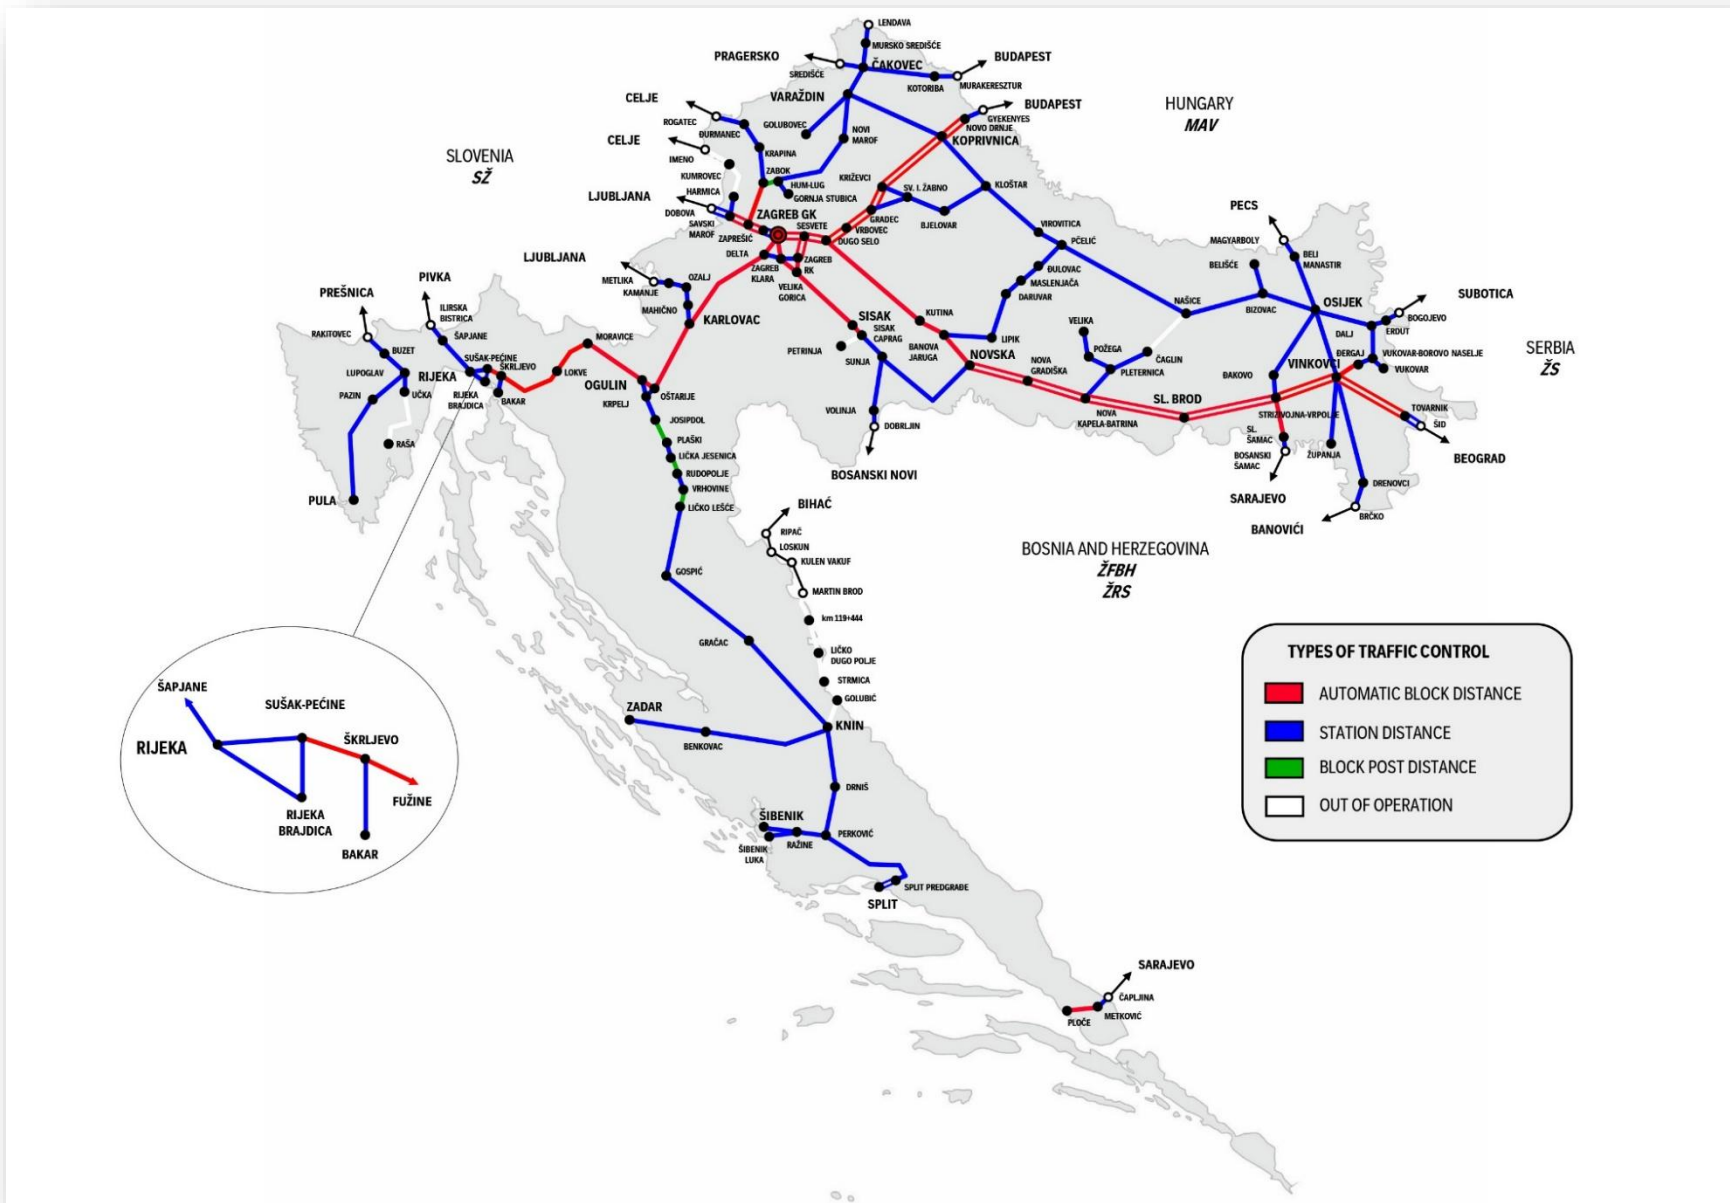 LENDAVA
MURSKO SREDIŠĆE
PRAGERSKO
SREDIŠĆE
ČAKOVEC
BUDAPEST
KOTORIBA
MURAKERESZTUR
CELJE
VARAŽDIN
BUDAPEST
HUNGARY
MAV
ROGATEC
ĐURMANEC
GOLUBOVEC
NOVI
MAROF
GYEKENYES
NOVO DRNJE
KOPRIVNICA
CELJE
SLOVENIA
SŽ
IMENO
KRAPINA
KUMROVEC
ZABOK
KRIŽEVCI
HARMICA
HUM-LUG
GORNJA STUBICA
SV. I. ŽABNO
KLOŠTAR
LJUBLJANA
DOBOVA
SAVSKI
MAROF
ZAPREŠIĆ
ZAGREB GK
SESVETE
DUGO SELO
VRBOVEC
GRADEC
BJELOVAR
VIROVITICA
PČELIĆ
PECS
MAGYARBOLY
BELI
MANASTIR
BELIŠĆE
DELTA
ZAGREB
KLARA
ZAGREB
RK
VELIKA
GORICA
LJUBLJANA
METLIKA
KAMANJE
OZALJ
MAHIČNO
KARLOVAC
ĐULOVAC
MASLENJAČA
DARUVAR
NAŠICE
BIZOVAC
OSIJEK
SUBOTICA
BOGOJEVO
ERDUT
DALJ
PIVKA
PREŠNICA
ILIRSKA
BISTRICA
RAKITOVEC
ŠAPJANE
BUZET
LUPOGLAV
SUŠAK-PEĆINE
ŠKRLJEVO
RIJEKA
MORAVICE
LOKVE
OGULIN
KRPELJ
OŠTARIJE
PAZIN
UČKA
RIJEKA
BRAJDICA
BAKAR
RAŠA
PULA
SISAK
SISAK
CAPRAG
PETRINJA
SUNJA
KUTINA
BANOVA
JARUGA
LIPIK
NOVSKA
NOVA
GRADIŠKA
VELIKA
POŽEGA
ČAGLIN
PLETERNICA
NOVA
KAPELA-BATRINA
SL. BROD
ĐAKOVO
VINKOVCI
ĐERGAJ
VUKOVAR-BOROVO NASELJE
VUKOVAR
SERBIA
ŽS
STRIZIVOJNA-VRPOLJE
SL.
ŠAMAC
BOSANSKI
ŠAMAC
ŽUPANJA
TOVARNIK
ŠID
BEOGRAD
DRENOVCI
SARAJEVO
BANOVIĆI
BRČKO
VOLINJA
DOBRLJIN
BOSANSKI NOVI
JOSIPDOL
PLAŠKI
LIČKA JESENICA
RUDOPOLJE
VRHOVINE
LIČKO LEŠĆE
BIHAĆ
RIPAČ
LOSKUN
KULEN VAKUF
MARTIN BROD
km 119+444
LIČKO
DUGO POLJE
STRMICA
GOLUBIĆ
GOSPIĆ
GRAČAC
BOSNIA AND HERZEGOVINA
ŽFBH
ŽRS
ZADAR
BENKOVAC
KNIN
DRNIŠ
ŠIBENIK
ŠIBENIK
LUKA
RAŽINE
PERKOVIĆ
SPLIT PREDGRAĐE
SPLIT
SARAJEVO
ČAPLJINA
METKOVIĆ
PLOČE
ŠAPJANE
SUŠAK-PEĆINE
RIJEKA
ŠKRLJEVO
RIJEKA
BRAJDICA
FUŽINE
BAKAR
TYPES OF TRAFFIC CONTROL
AUTOMATIC BLOCK DISTANCE
STATION DISTANCE
BLOCK POST DISTANCE
OUT OF OPERATION